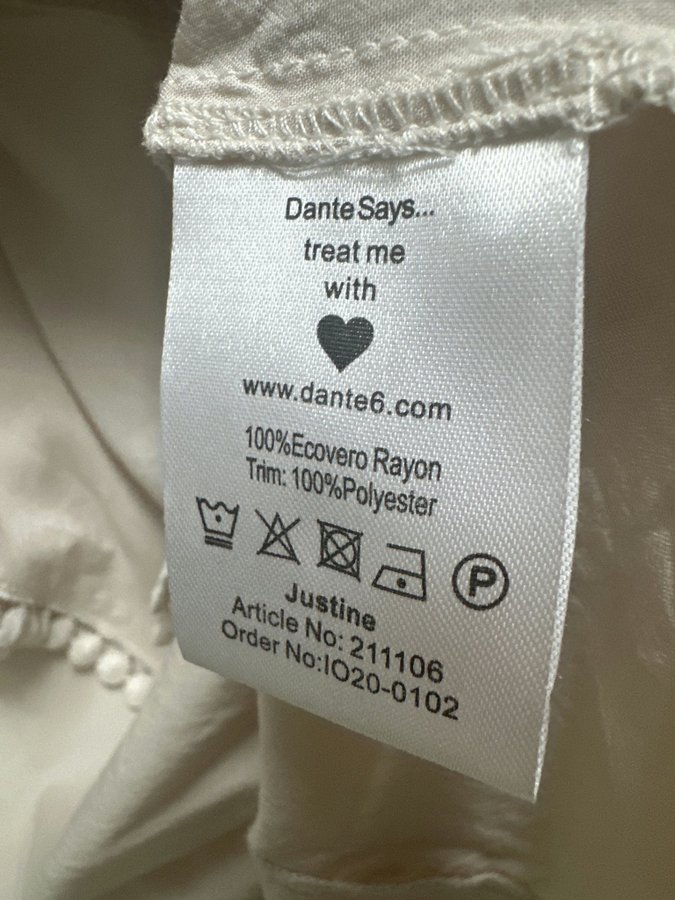 Dante Says...
treat me
with
www.dante6.com
100%Ecovero Rayon
Trim: 100%Polyester
P
Justine
Article No: 211106
Order No:IO20-0102